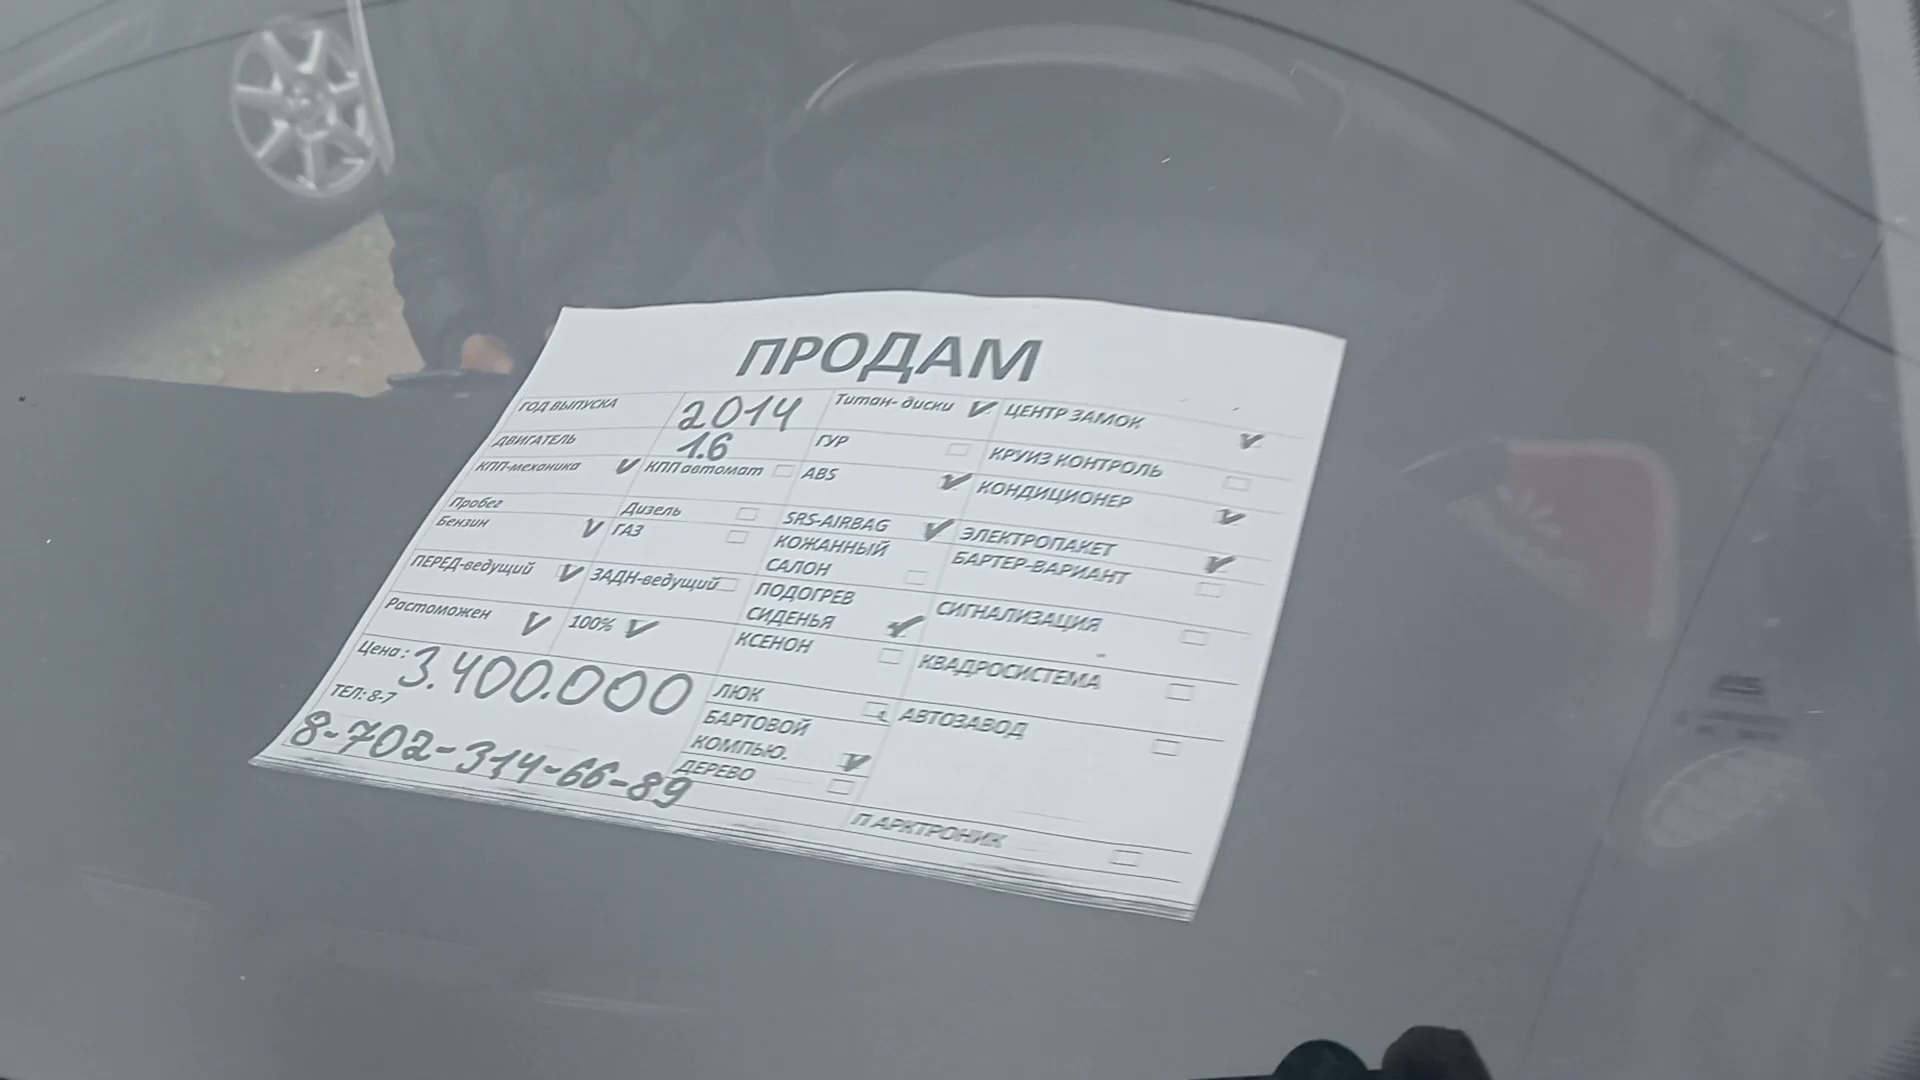 ПРОДАМ
ГОД ВЫПУСКА 2014 Титан- диски V ЦЕНТР ЗАМОК V
ДВИГАТЕЛЬ 1.6 ГУР КРУИЗ КОНТРОЛЬ
КПП-механика V КПП автомат ABS V КОНДИЦИОНЕР V
Пробег Дизель SRS-AIRBAG V ЭЛЕКТРОПАКЕТ V
Бензин V ГАЗ КОЖАННЫЙ САЛОН БАРТЕР-ВАРИАНТ
ПЕРЕД-ведущий V ЗАДН-ведущий ПОДОГРЕВ СИДЕНЬЯ V СИГНАЛИЗАЦИЯ
Растоможен V 100% V КСЕНОН КВАДРОСИСТЕМА
Цена: 3.400.000 ЛЮК АВТОЗАВОД
ТЕЛ: 8-7 БАРТОВОЙ КОМПЬЮ. V
8-702-314-66-89 ДЕРЕВО
П АРКТРОНИК